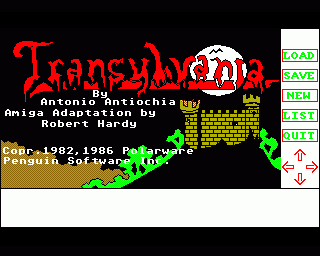 Transylvania
By
Antonio Antiochia
Amiga Adaptation by
Robert Hardy
Copr.1982,1986 Polarware
Penguin Software Inc.
LOAD
SAVE
NEW
LIST
QUIT